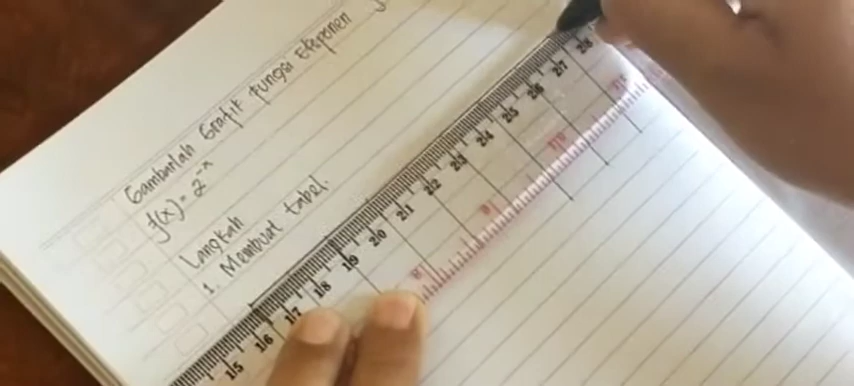 Gambarlah Grafik Fungsi Eksponen
f(x) = 2^-x
Langkah
1. Membuat tabel.
15 16 17 18 19 20 21 22 23 24 25 26 27 28